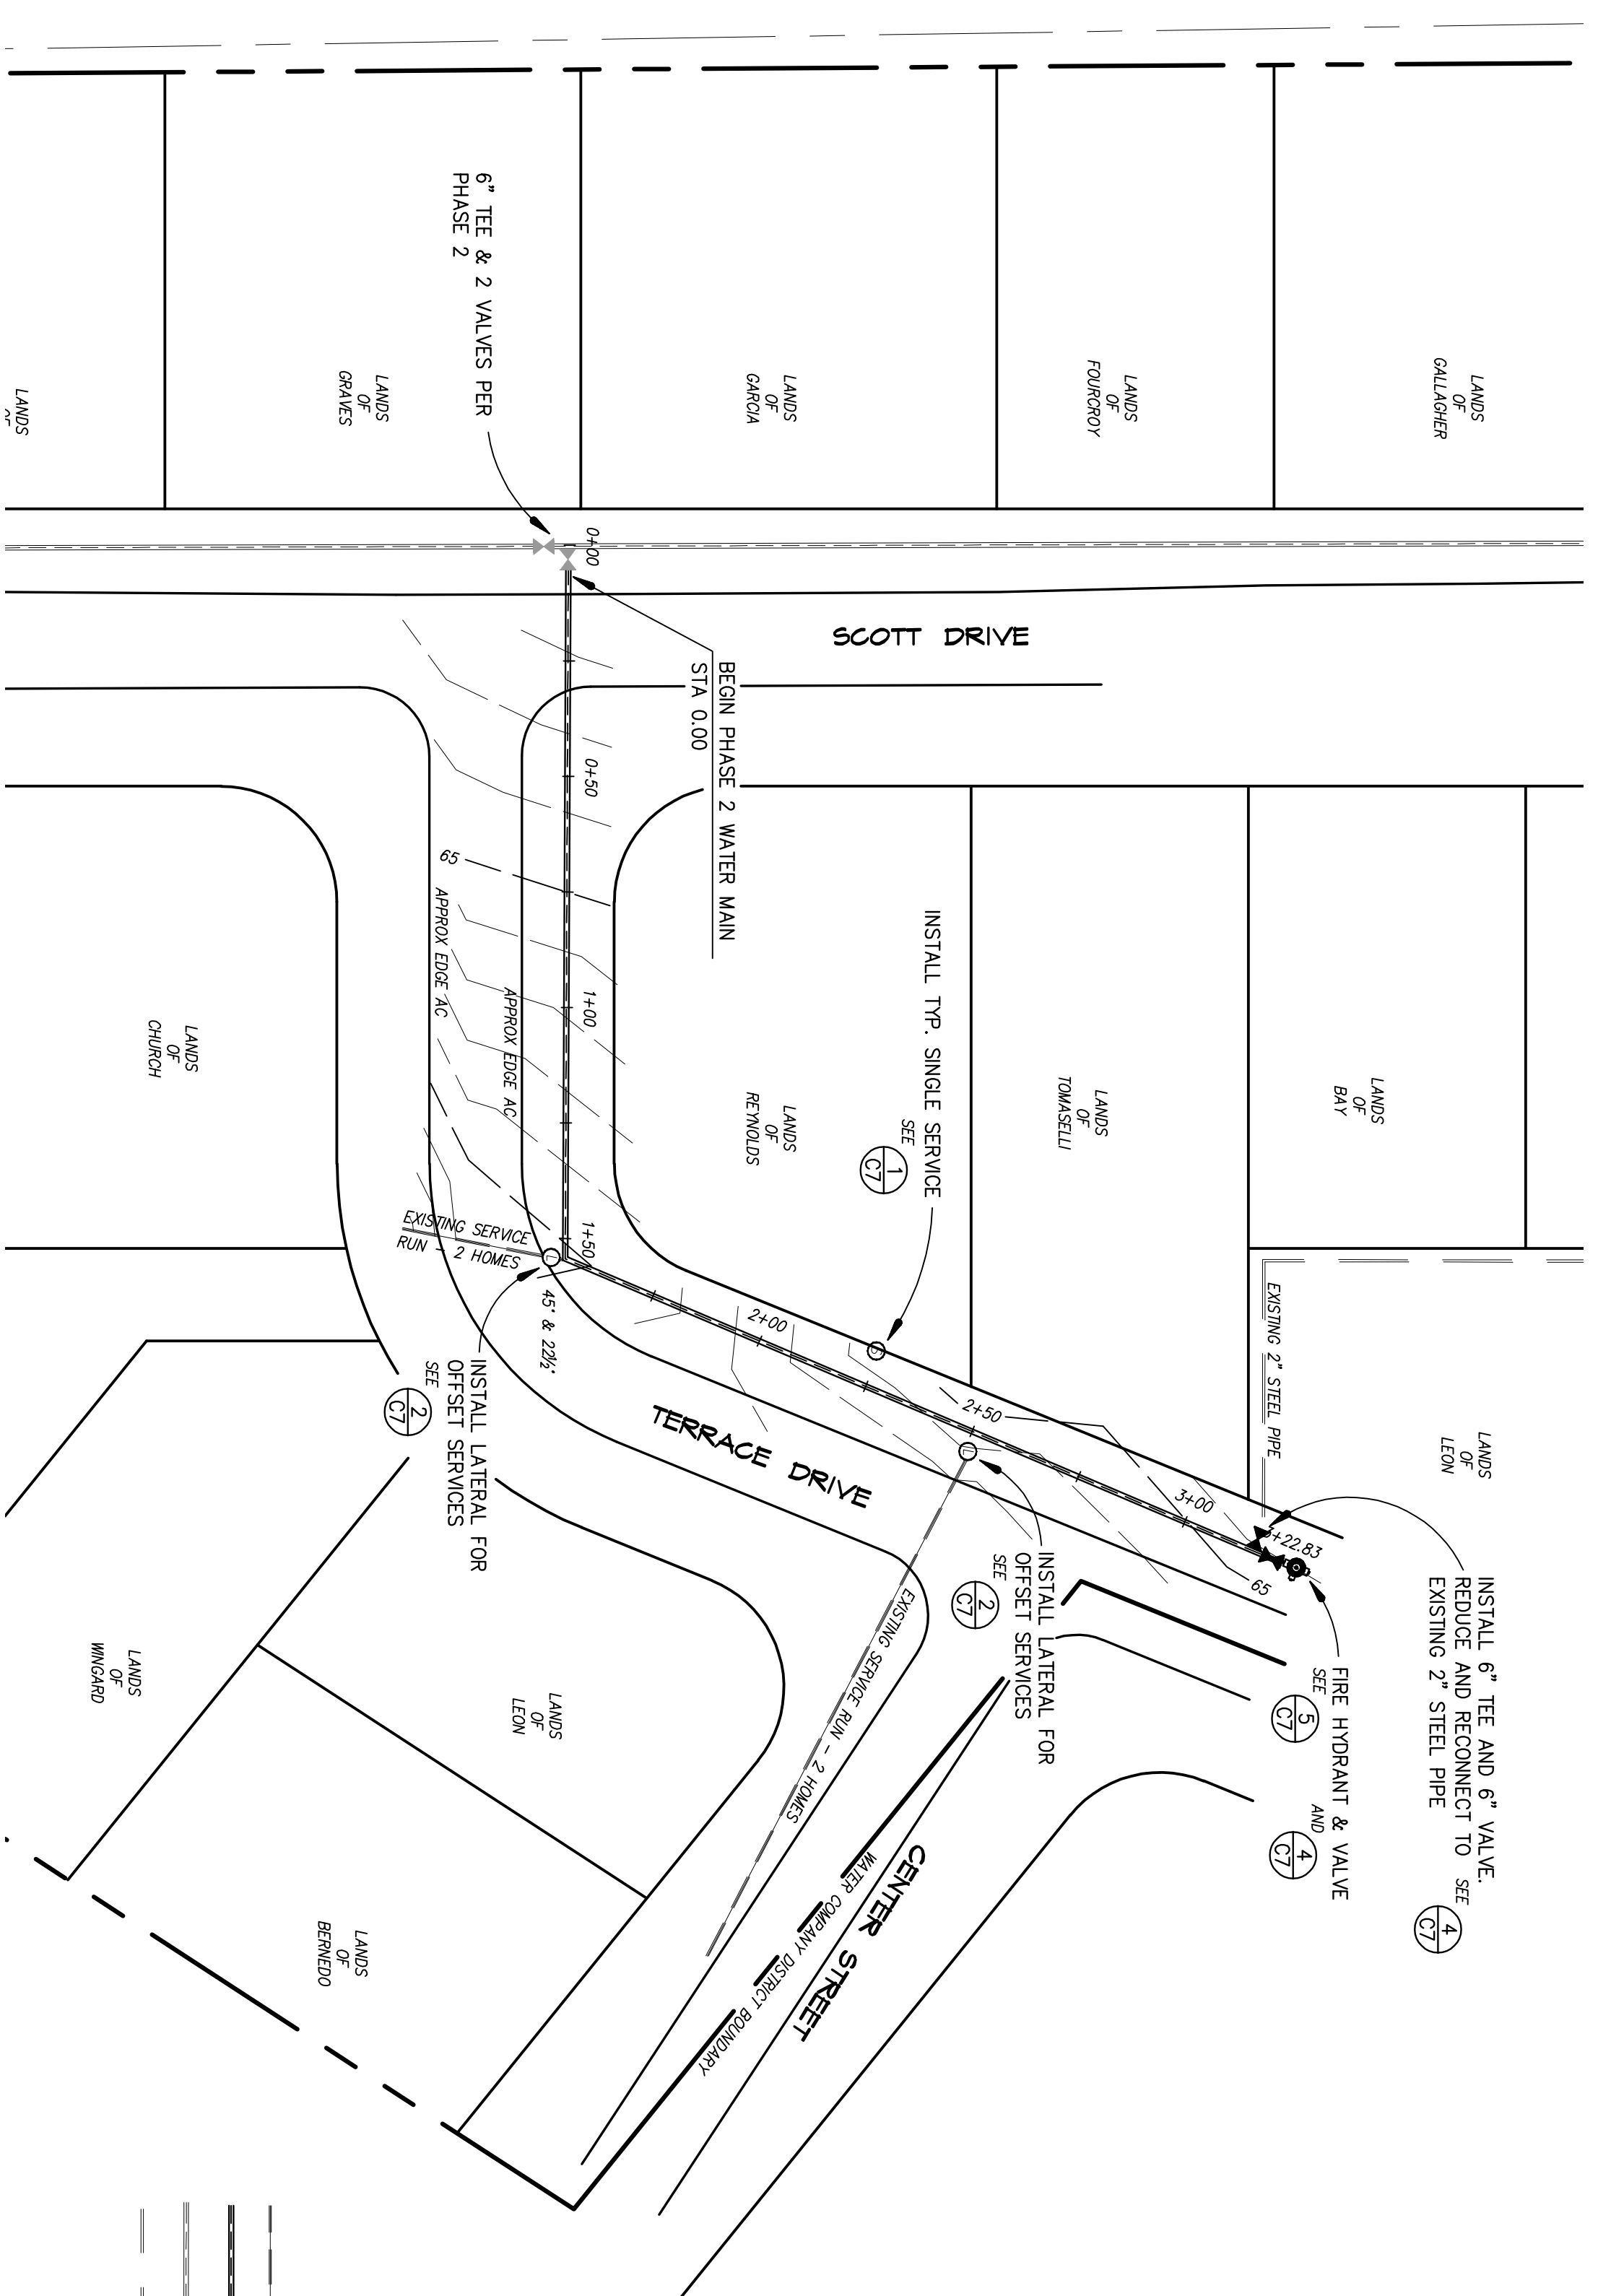 6" TEE & 2 VALVES PER
PHASE 2
LANDS
OF
GALLAGHER
LANDS
OF
FOURCROY
LANDS
OF
GARCIA
LANDS
OF
GRAVES
LANDS
OF
0+00
SCOTT DRIVE
BEGIN PHASE 2 WATER MAIN
STA 0.00
0+50
65
APPROX EDGE AC
APPROX EDGE AC
1+00
INSTALL TYP. SINGLE SERVICE
SEE
1
C7
LANDS
OF
BAY
LANDS
OF
TOMASELLI
LANDS
OF
REYNOLDS
LANDS
OF
CHURCH
1+50
EXISTING SERVICE
RUN - 2 HOMES
45° & 22½°
2+00
2+50
3+00
3+22.83
65
EXISTING 2" STEEL PIPE
LANDS
OF
LEON
INSTALL LATERAL FOR
OFFSET SERVICES
SEE
2
C7
TERRACE DRIVE
INSTALL LATERAL FOR
OFFSET SERVICES
SEE
2
C7
INSTALL 6" TEE AND 6" VALVE.
REDUCE AND RECONNECT TO
EXISTING 2" STEEL PIPE
SEE
4
C7
FIRE HYDRANT & VALVE
SEE
5
C7
AND
4
C7
EXISTING SERVICE RUN - 2 HOMES
LANDS
OF
LEON
LANDS
OF
WINGARD
LANDS
OF
BERNEDO
WATER COMPANY DISTRICT BOUNDARY
CENTER STREET